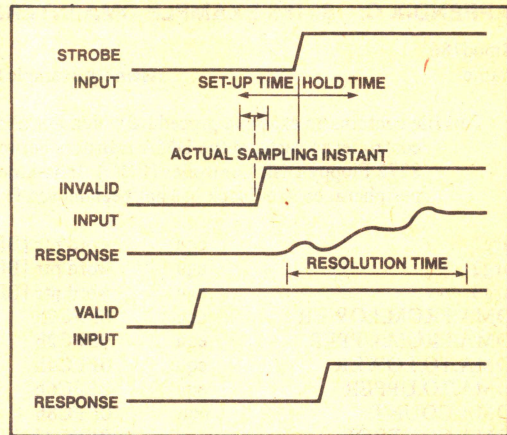 STROBE
INPUT
SET-UP TIME HOLD TIME
ACTUAL SAMPLING INSTANT
INVALID
INPUT
RESPONSE
RESOLUTION TIME
VALID
INPUT
RESPONSE